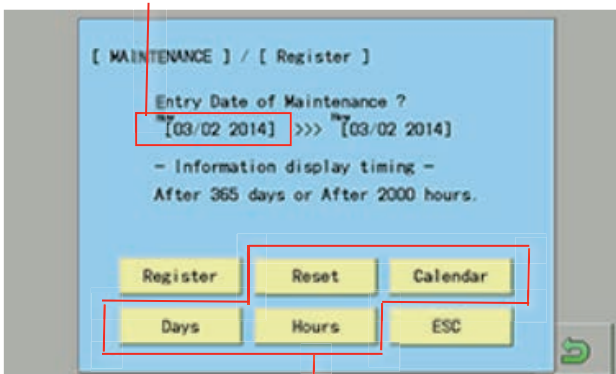 [ MAINTENANCE ] / [ Register ]
Entry Date of Maintenance ?
[03/02 2014] >>> [03/02 2014]
- Information display timing -
After 365 days or After 2000 hours.
Register Reset Calendar
Days Hours ESC